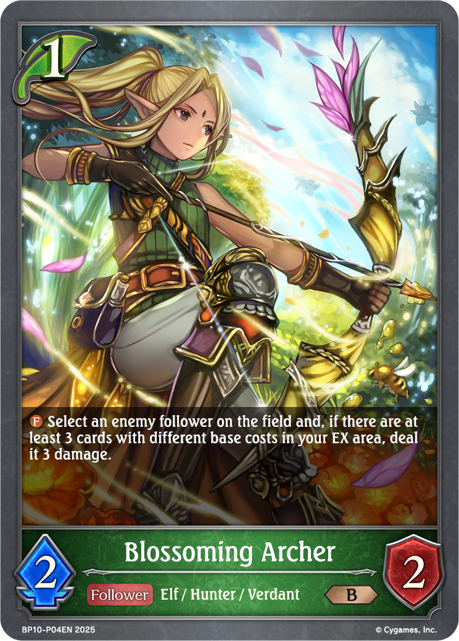 1
F Select an enemy follower on the field and, if there are at
least 3 cards with different base costs in your EX area, deal
it 3 damage.
Blossoming Archer
2
Follower Elf / Hunter / Verdant B
2
BP10-P04EN 2025 © Cygames, Inc.